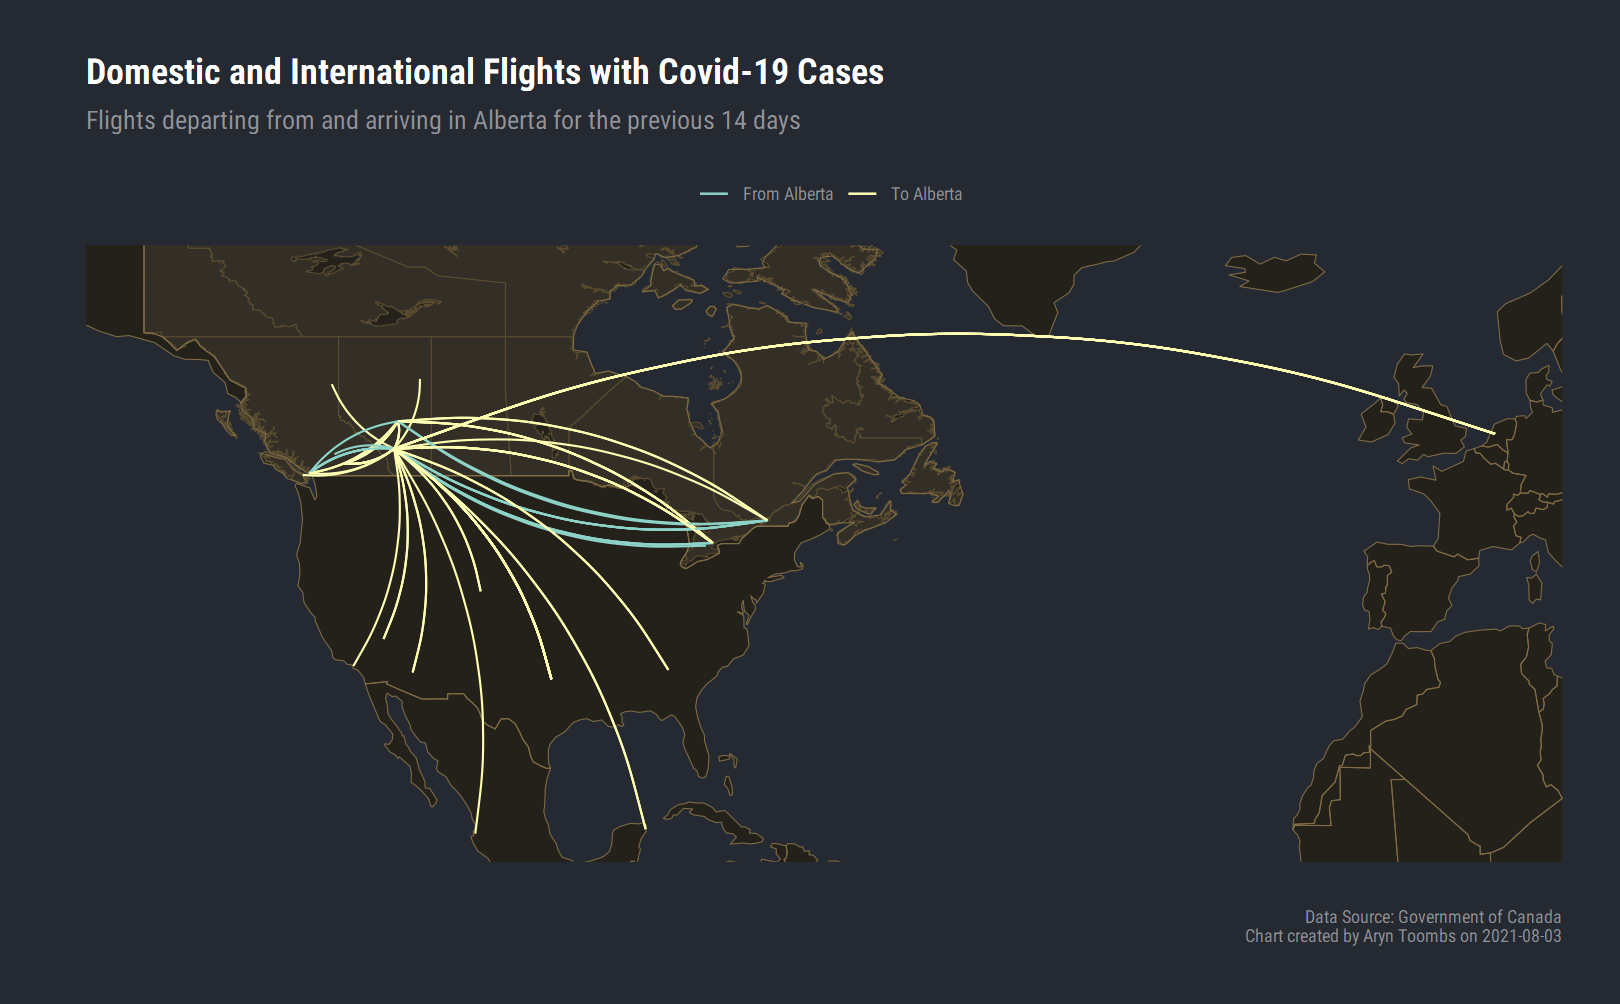 Domestic and International Flights with Covid-19 Cases
Flights departing from and arriving in Alberta for the previous 14 days
From Alberta
To Alberta
Data Source: Government of Canada
Chart created by Aryn Toombs on 2021-08-03